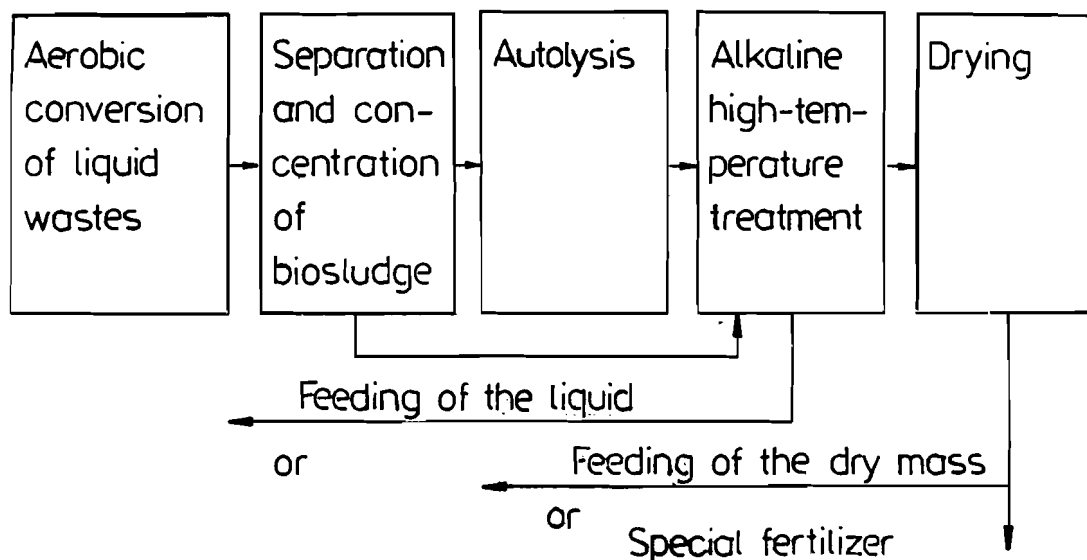 Aerobic
conversion
of liquid
wastes
Separation
and con-
centration
of
biosludge
Autolysis
Alkaline
high-tem-
perature
treatment
Drying
Feeding of the liquid
or
Feeding of the dry mass
or
Special fertilizer